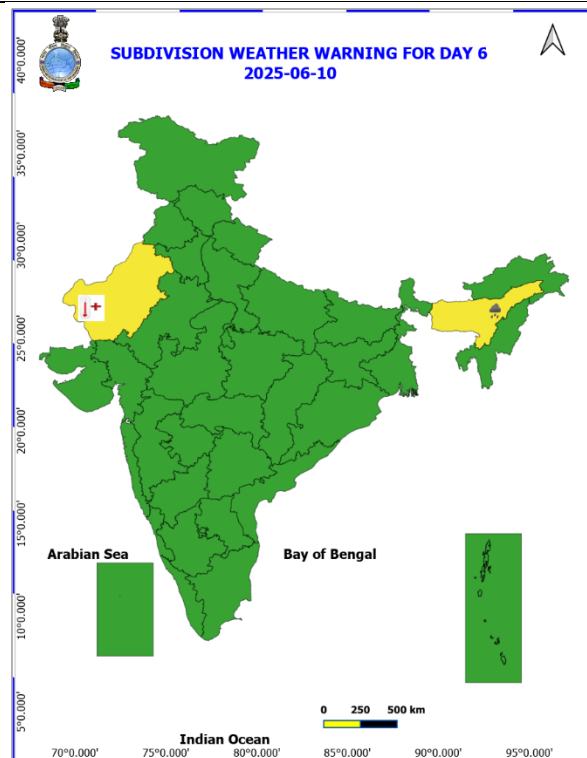 SUBDIVISION WEATHER WARNING FOR DAY 6
2025-06-10
40°0.000'
35°0.000'
30°0.000'
25°0.000'
20°0.000'
15°0.000'
10°0.000'
5°0.000'
Arabian Sea
Bay of Bengal
0 250 500 km
Indian Ocean
70°0.000' 75°0.000' 80°0.000' 85°0.000' 90°0.000' 95°0.000'